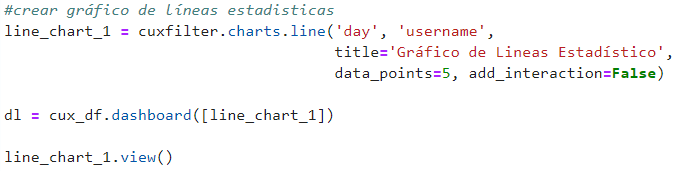 #crear gráfico de líneas estadisticas
line_chart_1 = cuxfilter.charts.line('day', 'username',
title='Gráfico de Lineas Estadístico',
data_points=5, add_interaction=False)
dl = cux_df.dashboard([line_chart_1])
line_chart_1.view()